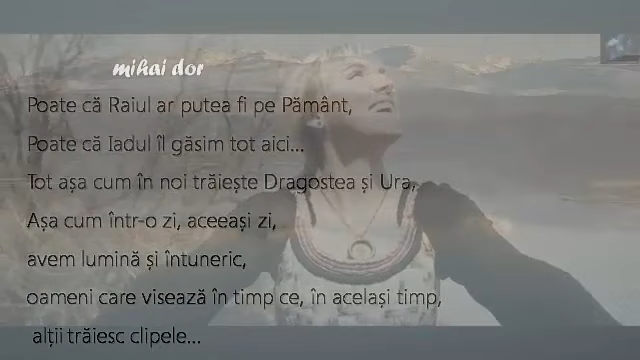 mihai dor
Poate că Raiul ar putea fi pe Pământ,
Poate că Iadul îl găsim tot aici...
Tot așa cum în noi trăiește Dragostea și Ura,
Așa cum într-o zi, aceeași zi,
avem lumină și întuneric,
oameni care visează în timp ce, în același timp,
alții trăiesc clipele...